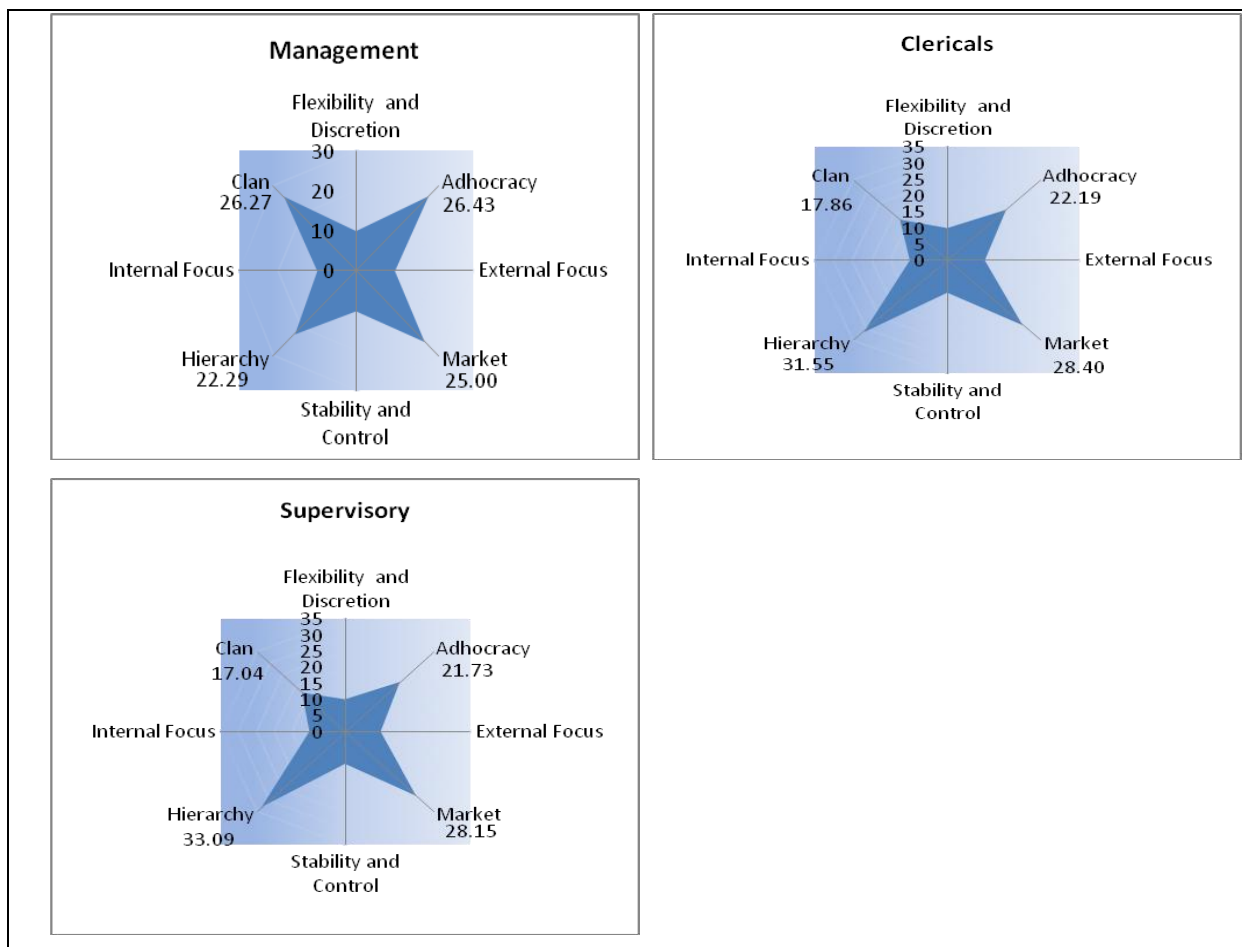 Management
Flexibility and
Discretion
30
Clan
26.27
Adhocracy
26.43
20
10
Internal Focus
0
External Focus
Hierarchy
22.29
Market
25.00
Stability and
Control
Clericals
Flexibility and
Discretion
35
30
Clan
17.86
Adhocracy
22.19
25
20
15
10
5
Internal Focus
0
External Focus
Hierarchy
31.55
Market
28.40
Stability and
Control
Supervisory
Flexibility and
Discretion
35
30
Clan
17.04
Adhocracy
21.73
25
20
15
10
5
Internal Focus
0
External Focus
Hierarchy
33.09
Market
28.15
Stability and
Control